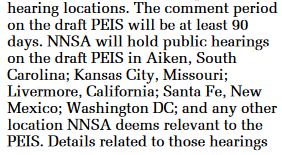 hearing locations. The comment period
on the draft PEIS will be at least 90
days. NNSA will hold public hearings
on the draft PEIS in Aiken, South
Carolina; Kansas City, Missouri;
Livermore, California; Santa Fe, New
Mexico; Washington DC; and any other
location NNSA deems relevant to the
PEIS. Details related to those hearings